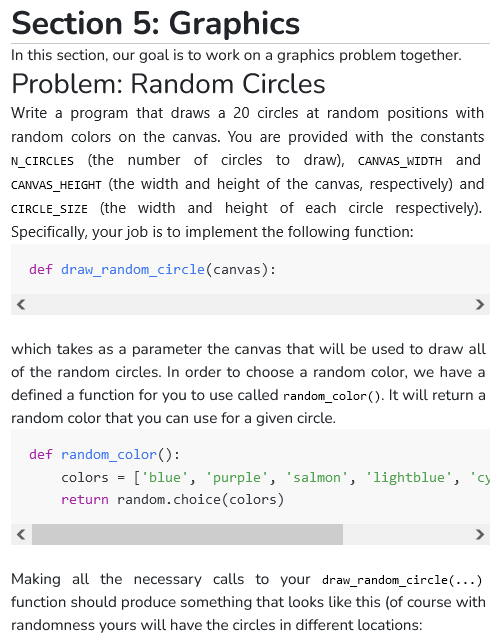 Section 5: Graphics
In this section, our goal is to work on a graphics problem together.
Problem: Random Circles
Write a program that draws a 20 circles at random positions with
random colors on the canvas. You are provided with the constants
N_CIRCLES (the number of circles to draw), CANVAS_WIDTH and
CANVAS_HEIGHT (the width and height of the canvas, respectively) and
CIRCLE_SIZE (the width and height of each circle respectively).
Specifically, your job is to implement the following function:
def draw_random_circle(canvas):
which takes as a parameter the canvas that will be used to draw all
of the random circles. In order to choose a random color, we have a
defined a function for you to use called random_color(). It will return a
random color that you can use for a given circle.
def random_color():
colors = ['blue', 'purple', 'salmon', 'lightblue', 'cy
return random.choice(colors)
Making all the necessary calls to your draw_random_circle(...)
function should produce something that looks like this (of course with
randomness yours will have the circles in different locations: